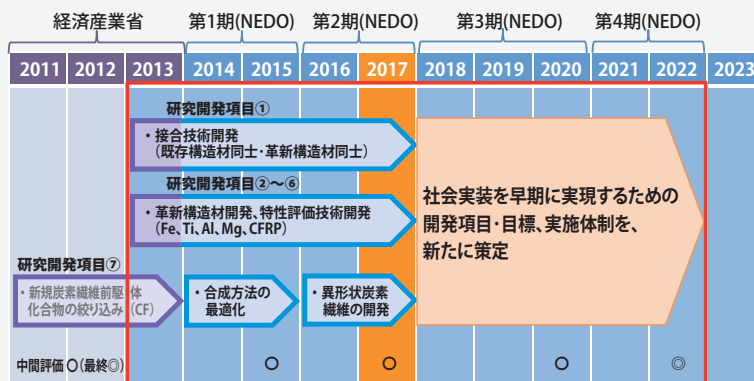 経済産業省 第1期(NEDO) 第2期(NEDO) 第3期(NEDO) 第4期(NEDO)
2011 2012 2013 2014 2015 2016 2017 2018 2019 2020 2021 2022 2023
研究開発項目①
・接合技術開発
(既存構造材同士・革新構造材同士)
研究開発項目②～⑥
・革新構造材開発、特性評価技術開発
(Fe、Ti、Al、Mg、CFRP)
社会実装を早期に実現するための
開発項目・目標、実施体制を、
新たに策定
研究開発項目⑦
・新規炭素繊維前駆体
化合物の絞り込み(CF)
・合成方法の
最適化
・異形状炭素
繊維の開発
中間評価 〇(最終◎) 〇 〇 〇 ◎